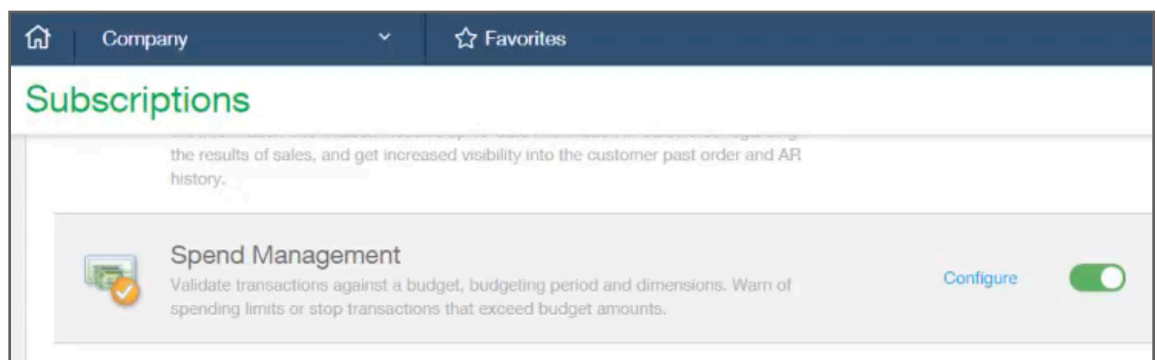 Company
Favorites
Subscriptions
the results of sales, and get increased visibility into the customer past order and AR
history.
Spend Management
Validate transactions against a budget, budgeting period and dimensions. Warn of
spending limits or stop transactions that exceed budget amounts.
Configure